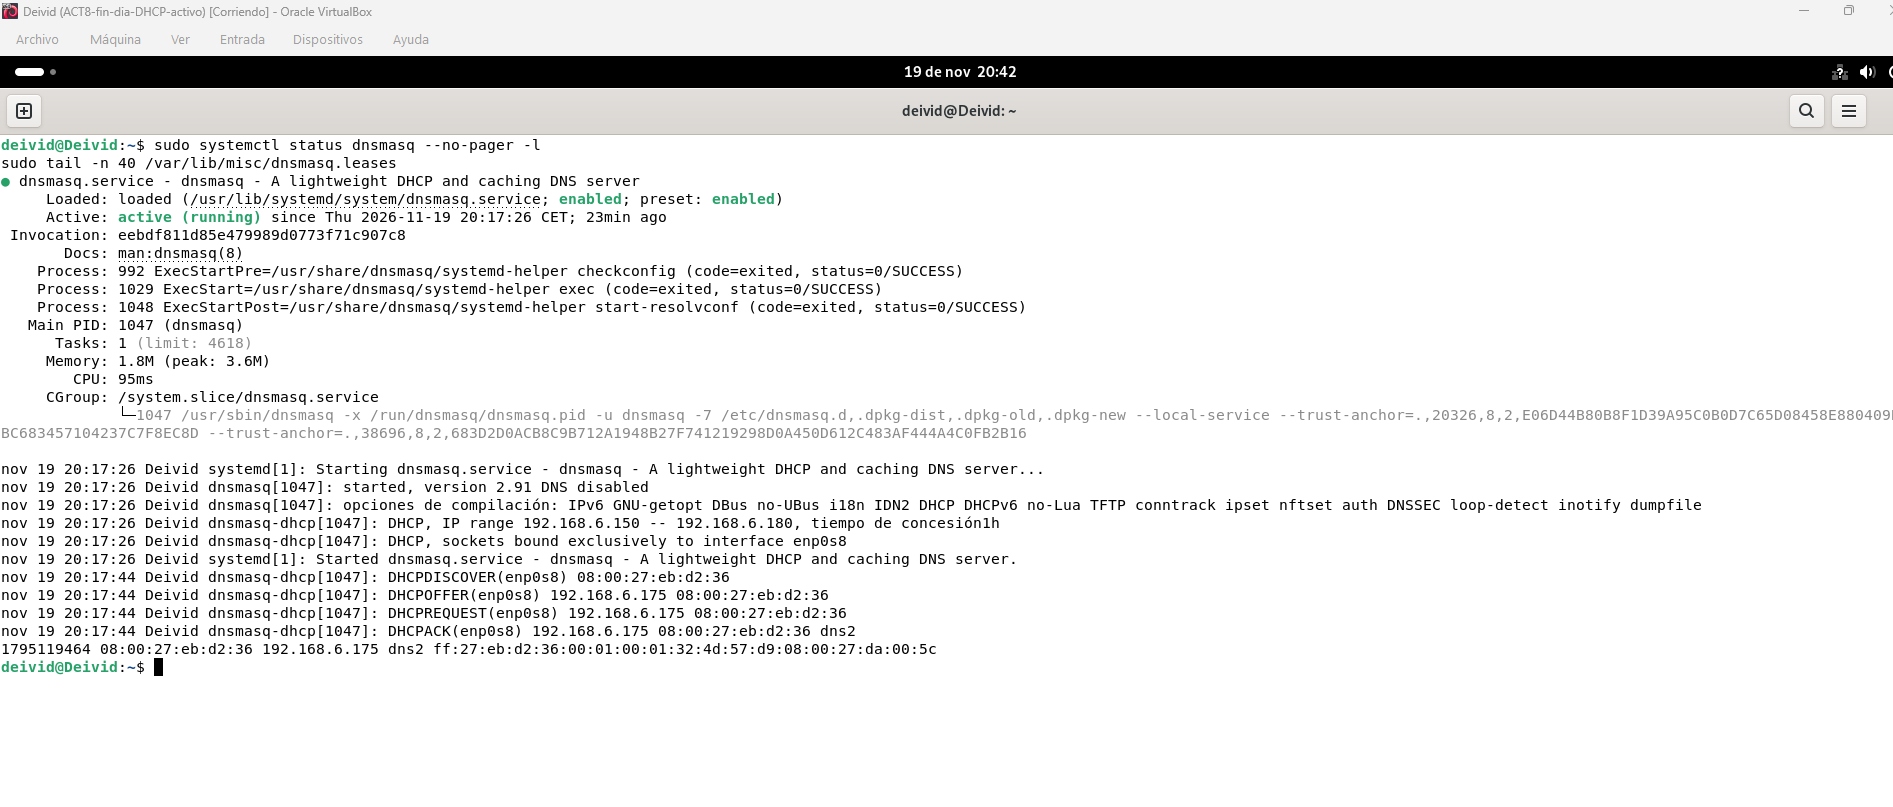 Deivid (ACT8-fin-dia-DHCP-activo) [Corriendo] - Oracle VirtualBox
Archivo Máquina Ver Entrada Dispositivos Ayuda
19 de nov 20:42
deivid@Deivid: ~
deivid@Deivid:~$ sudo systemctl status dnsmasq --no-pager -l
sudo tail -n 40 /var/lib/misc/dnsmasq.leases
● dnsmasq.service - dnsmasq - A lightweight DHCP and caching DNS server
Loaded: loaded (/usr/lib/systemd/system/dnsmasq.service; enabled; preset: enabled)
Active: active (running) since Thu 2026-11-19 20:17:26 CET; 23min ago
Invocation: eebdf811d85e479989d0773f71c907c8
Docs: man:dnsmasq(8)
Process: 992 ExecStartPre=/usr/share/dnsmasq/systemd-helper checkconfig (code=exited, status=0/SUCCESS)
Process: 1029 ExecStart=/usr/share/dnsmasq/systemd-helper exec (code=exited, status=0/SUCCESS)
Process: 1048 ExecStartPost=/usr/share/dnsmasq/systemd-helper start-resolvconf (code=exited, status=0/SUCCESS)
Main PID: 1047 (dnsmasq)
Tasks: 1 (limit: 4618)
Memory: 1.8M (peak: 3.6M)
CPU: 95ms
CGroup: /system.slice/dnsmasq.service
└─1047 /usr/sbin/dnsmasq -x /run/dnsmasq/dnsmasq.pid -u dnsmasq -7 /etc/dnsmasq.d,.dpkg-dist,.dpkg-old,.dpkg-new --local-service --trust-anchor=.,20326,8,2,E06D44B80B8F1D39A95C0B0D7C65D08458E880409
BC683457104237C7F8EC8D --trust-anchor=.,38696,8,2,683D2D0ACB8C9B712A1948B27F741219298D0A450D612C483AF444A4C0FB2B16
nov 19 20:17:26 Deivid systemd[1]: Starting dnsmasq.service - dnsmasq - A lightweight DHCP and caching DNS server...
nov 19 20:17:26 Deivid dnsmasq[1047]: started, version 2.91 DNS disabled
nov 19 20:17:26 Deivid dnsmasq[1047]: opciones de compilación: IPv6 GNU-getopt DBus no-UBus i18n IDN2 DHCP DHCPv6 no-Lua TFTP conntrack ipset nftset auth DNSSEC loop-detect inotify dumpfile
nov 19 20:17:26 Deivid dnsmasq-dhcp[1047]: DHCP, IP range 192.168.6.150 -- 192.168.6.180, tiempo de concesión1h
nov 19 20:17:26 Deivid dnsmasq-dhcp[1047]: DHCP, sockets bound exclusively to interface enp0s8
nov 19 20:17:26 Deivid systemd[1]: Started dnsmasq.service - dnsmasq - A lightweight DHCP and caching DNS server.
nov 19 20:17:44 Deivid dnsmasq-dhcp[1047]: DHCPDISCOVER(enp0s8) 08:00:27:eb:d2:36
nov 19 20:17:44 Deivid dnsmasq-dhcp[1047]: DHCPOFFER(enp0s8) 192.168.6.175 08:00:27:eb:d2:36
nov 19 20:17:44 Deivid dnsmasq-dhcp[1047]: DHCPREQUEST(enp0s8) 192.168.6.175 08:00:27:eb:d2:36
nov 19 20:17:44 Deivid dnsmasq-dhcp[1047]: DHCPACK(enp0s8) 192.168.6.175 08:00:27:eb:d2:36 dns2
1795119464 08:00:27:eb:d2:36 192.168.6.175 dns2 ff:27:eb:d2:36:00:01:00:01:32:4d:57:d9:08:00:27:da:00:5c
deivid@Deivid:~$